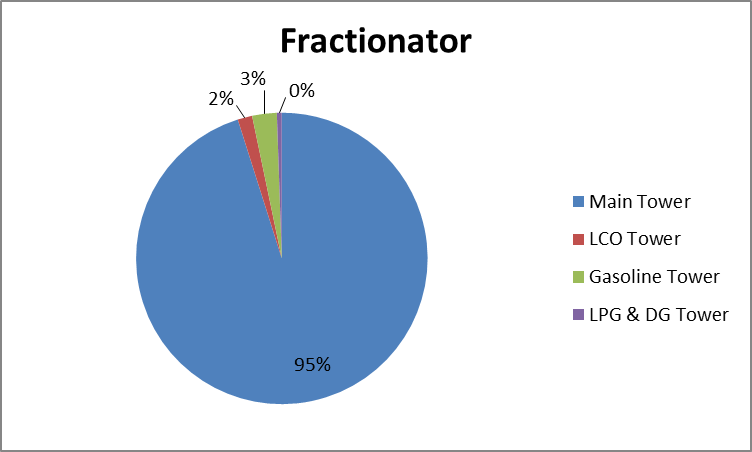 Fractionator
3%
0%
2%
95%
Main Tower
LCO Tower
Gasoline Tower
LPG & DG Tower